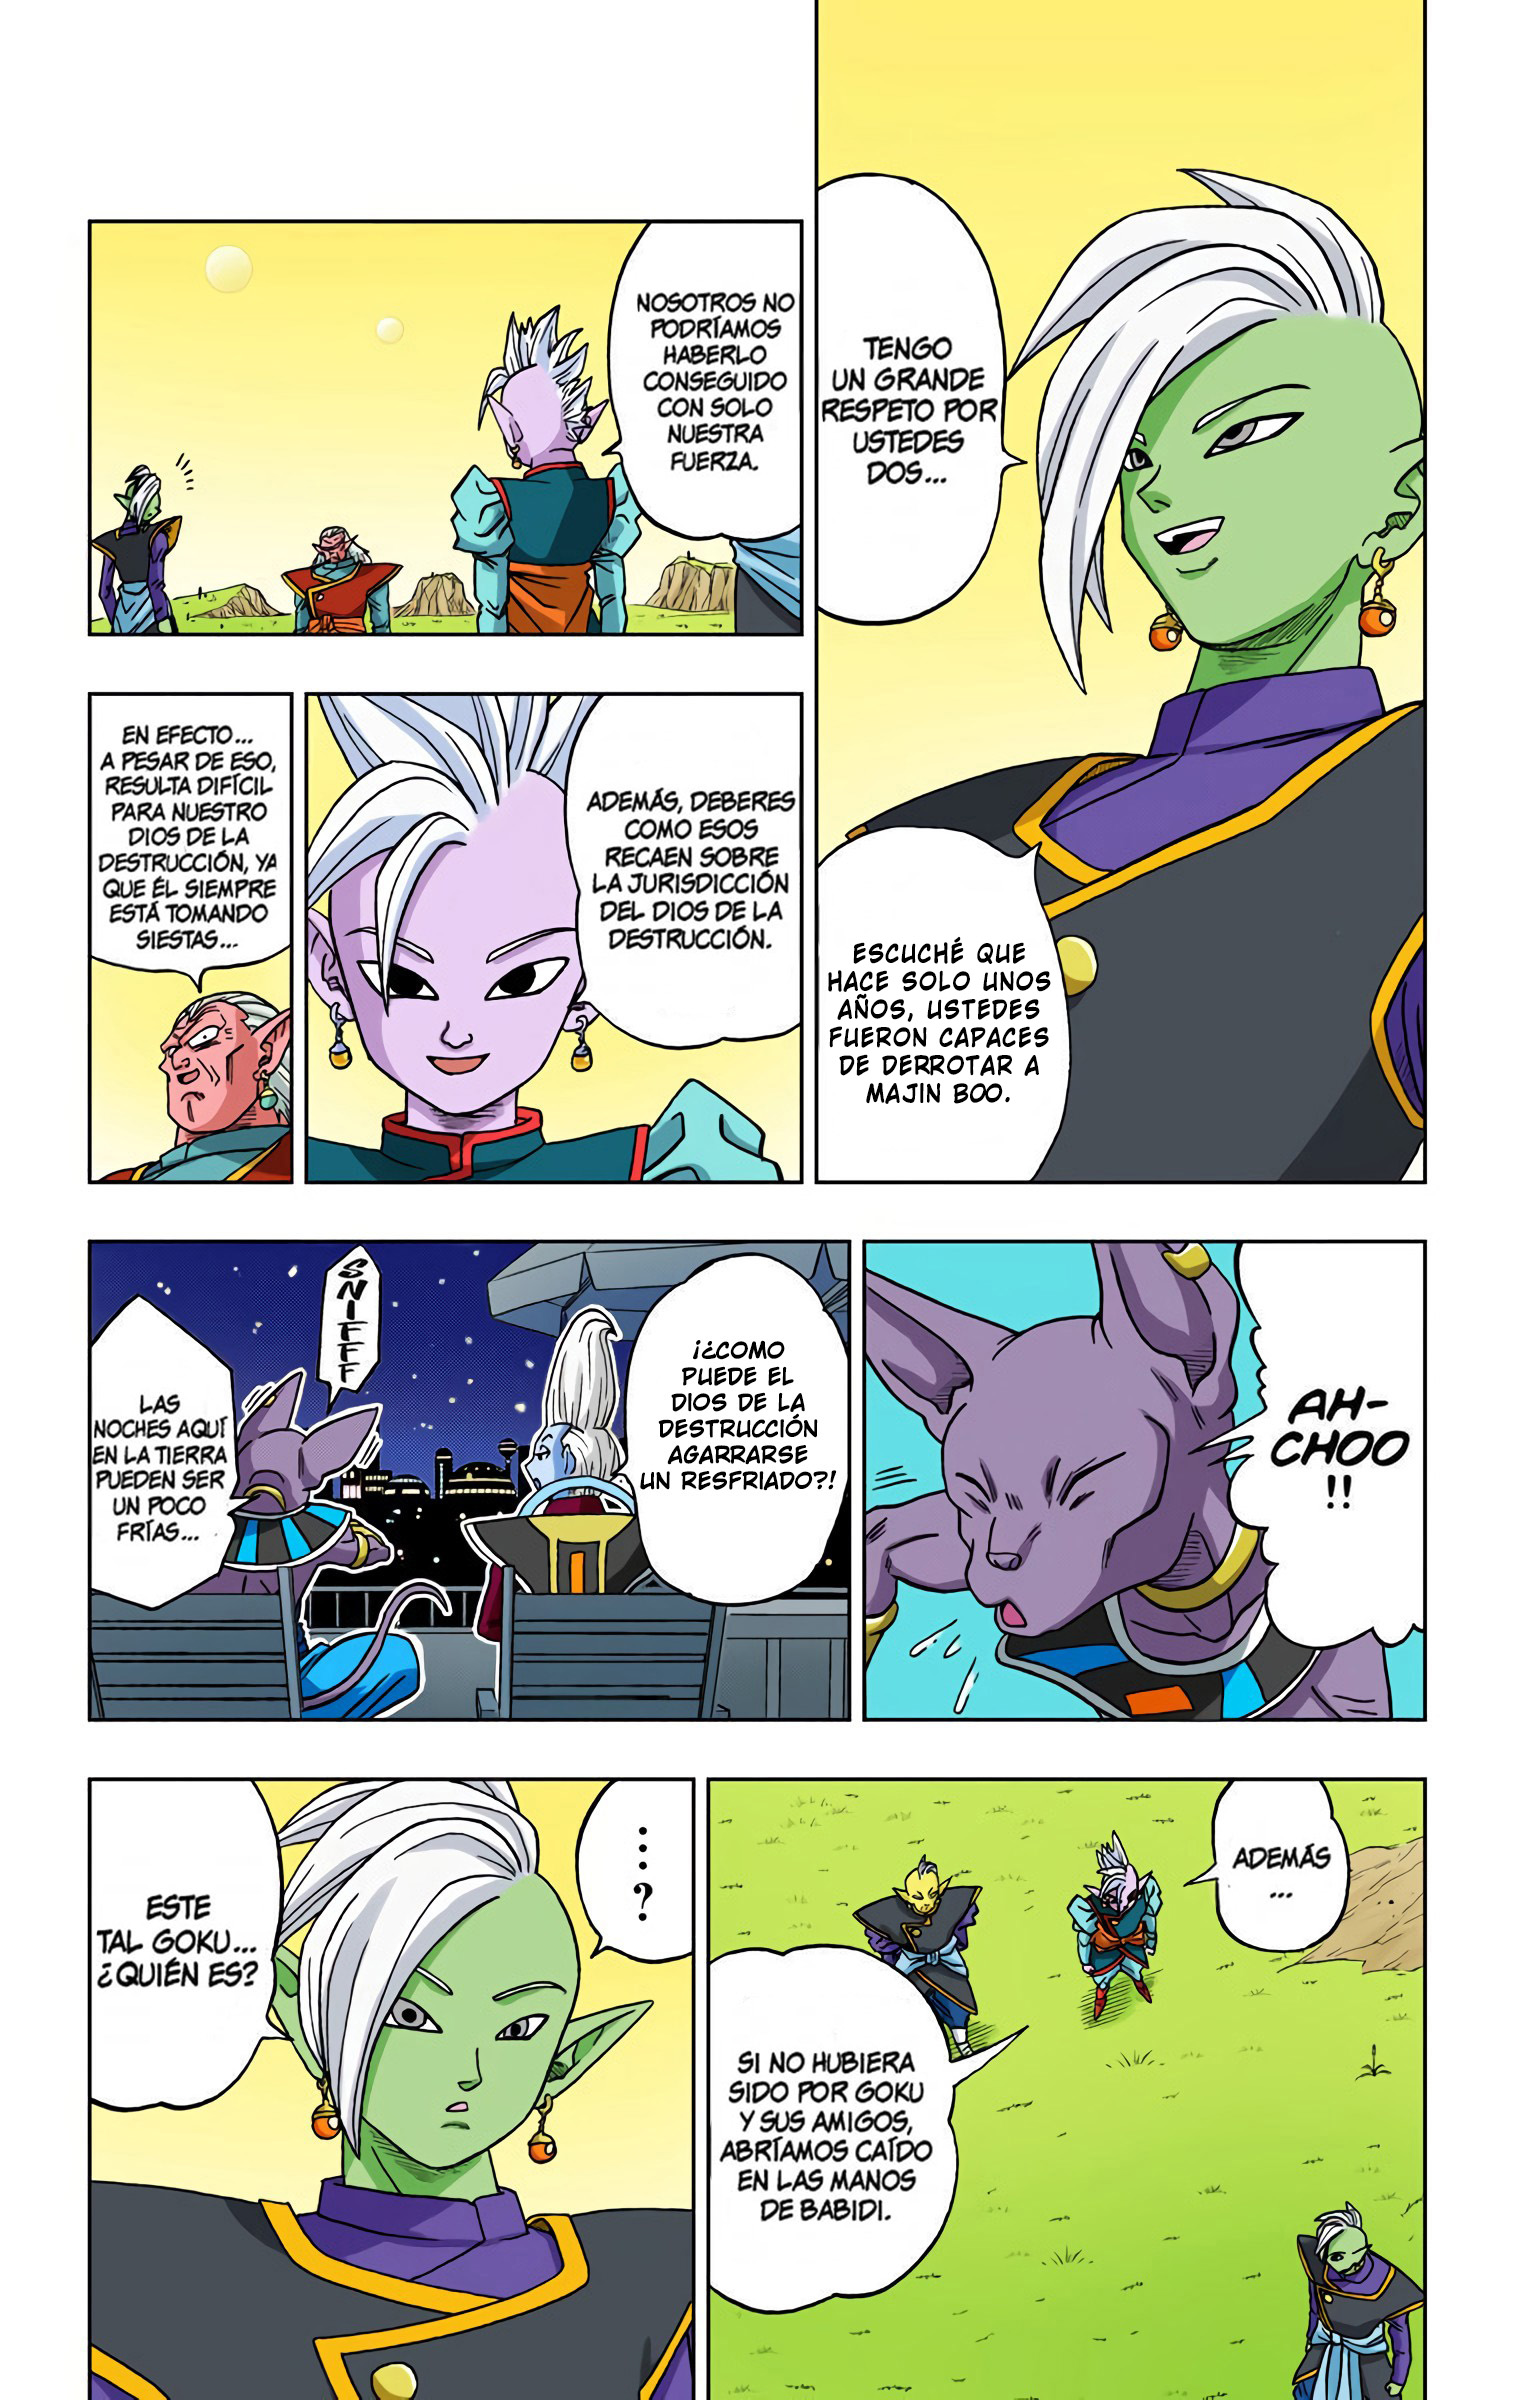 TENGO
UN GRANDE
RESPETO POR
USTEDES
DOS...
ESCUCHÉ QUE
HACE SOLO UNOS
AÑOS, USTEDES
FUERON CAPACES
DE DERROTAR A
MAJIN BOO.
NOSOTROS NO
PODRÍAMOS
HABERLO
CONSEGUIDO
CON SOLO
NUESTRA
FUERZA.
ADEMÁS, DEBERES
COMO ESOS
RECAEN SOBRE
LA JURISDICCIÓN
DEL DIOS DE LA
DESTRUCCIÓN.
EN EFECTO...
A PESAR DE ESO,
RESULTA DIFÍCIL
PARA NUESTRO
DIOS DE LA
DESTRUCCIÓN, YA
QUE ÉL SIEMPRE
ESTÁ TOMANDO
SIESTAS...
AH-
CHOO
!!
¡¿COMO
PUEDE EL
DIOS DE LA
DESTRUCCIÓN
AGARRARSE
UN RESFRIADO?!
SNIFFF
LAS
NOCHES AQUÍ
EN LA TIERRA
PUEDEN SER
UN POCO
FRÍAS...
ADEMÁS
...
SI NO HUBIERA
SIDO POR GOKU
Y SUS AMIGOS,
ABRÍAMOS CAÍDO
EN LAS MANOS
DE BABIDI.
...?
ESTE
TAL GOKU...
¿QUIÉN ES?